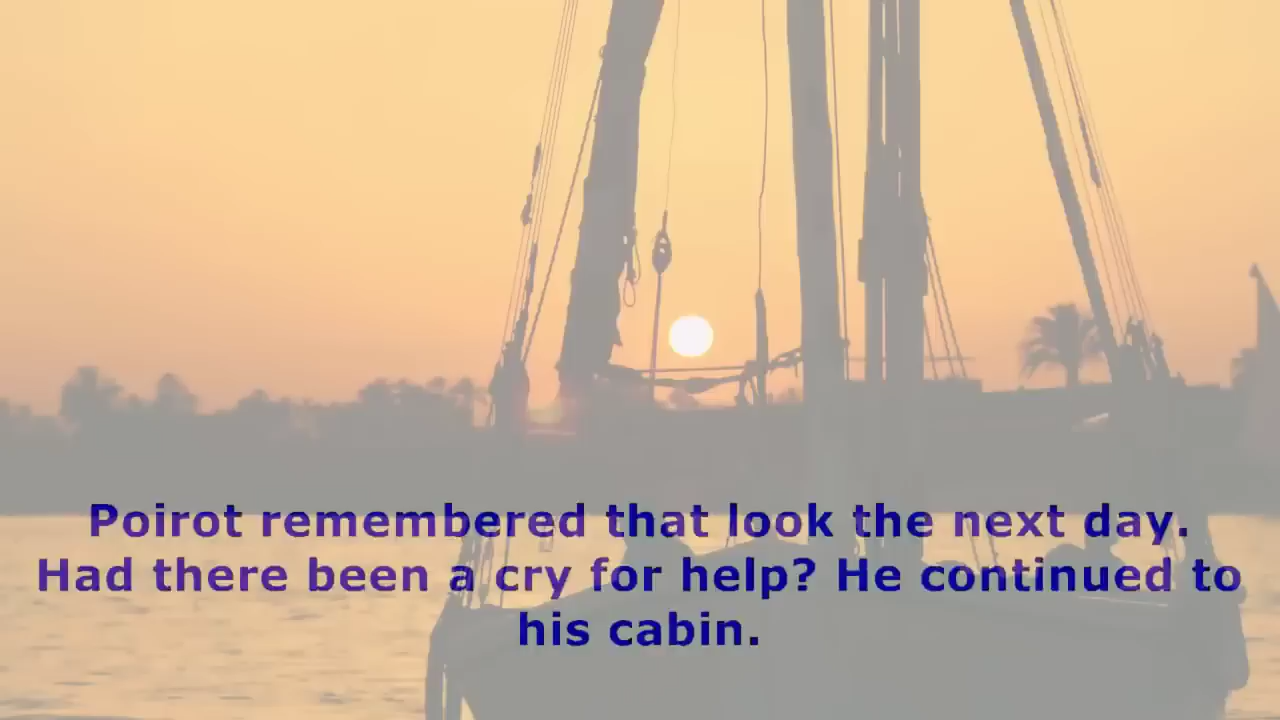 Poirot remembered that look the next day.
Had there been a cry for help? He continued to
his cabin.